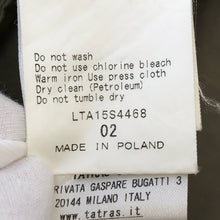 Do not wash
Do not use chlorine bleach
Warm iron Use press cloth
Dry clean (Petroleum)
Do not tumble dry
LTA15S4468
02
MADE IN POLAND
RIVATA GASPARE BUGATTI 3
20144 MILANO ITALY
www.tatras.it